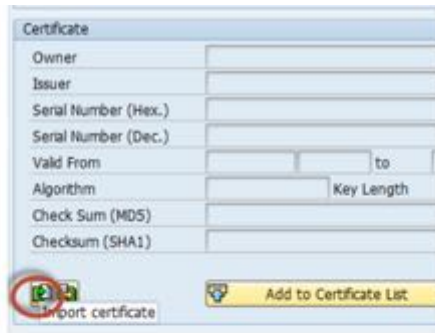 Certificate
Owner
Issuer
Serial Number (Hex.)
Serial Number (Dec.)
Valid From to
Algorithm Key Length
Check Sum (MD5)
Checksum (SHA1)
Add to Certificate List
Import certificate